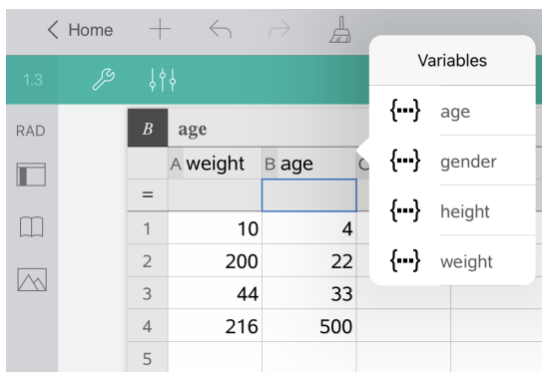 Home
Variables
1.3
age
gender
height
weight
RAD
B age
A weight B age C
=
1 10 4
2 200 22
3 44 33
4 216 500
5